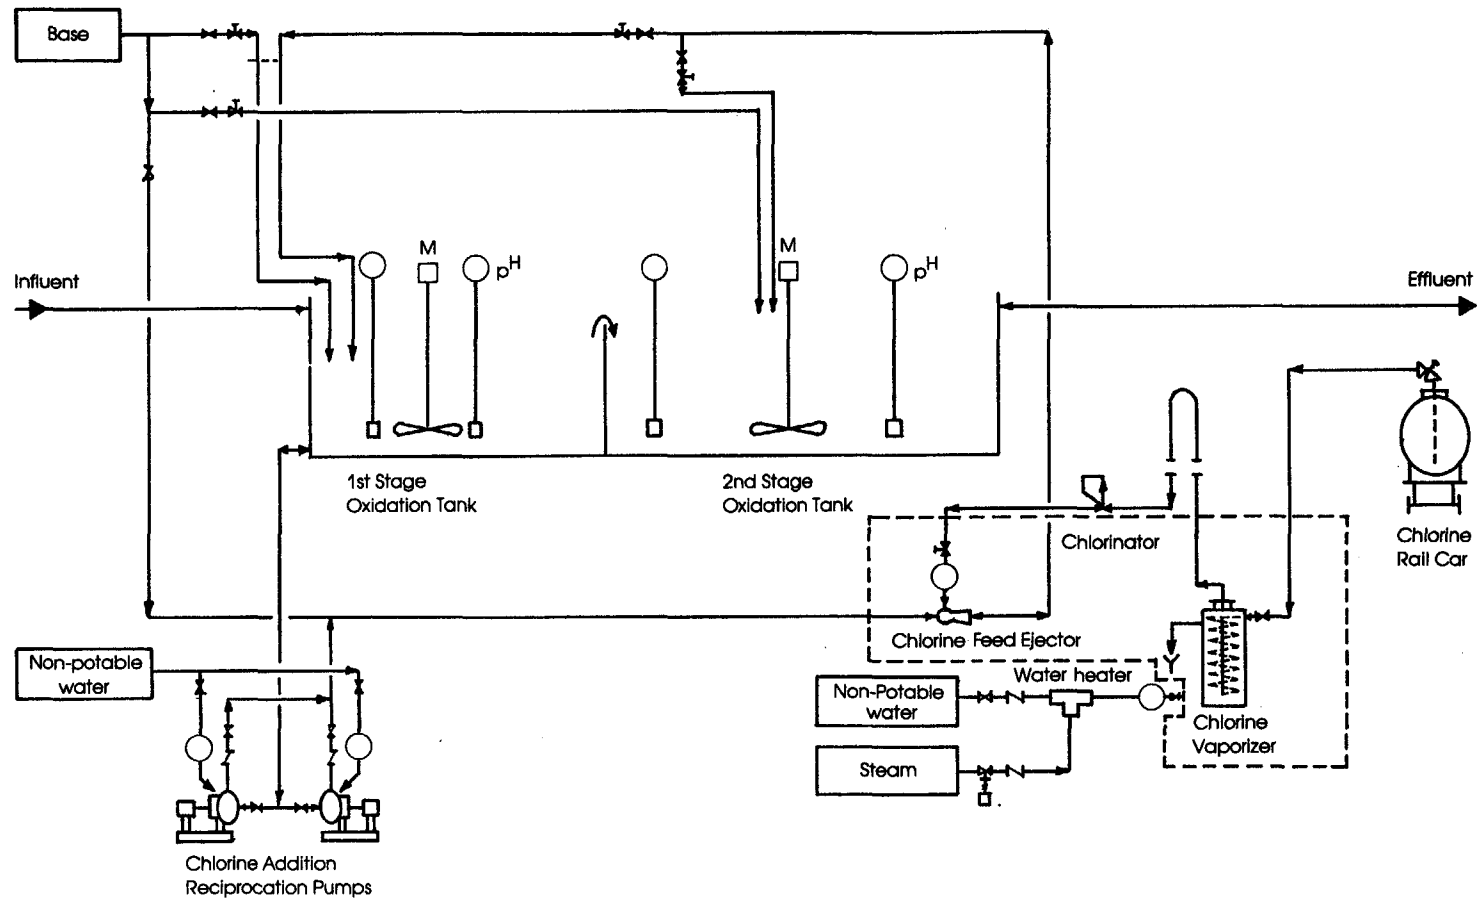 Base
M
pH
M
pH
Influent
Effluent
1st Stage
Oxidation Tank
2nd Stage
Oxidation Tank
Chlorinator
Chlorine
Rail Car
Chlorine Feed Ejector
Non-potable
water
Water heater
Non-Potable
water
Chlorine
Vaporizer
Steam
Chlorine Addition
Reciprocation Pumps